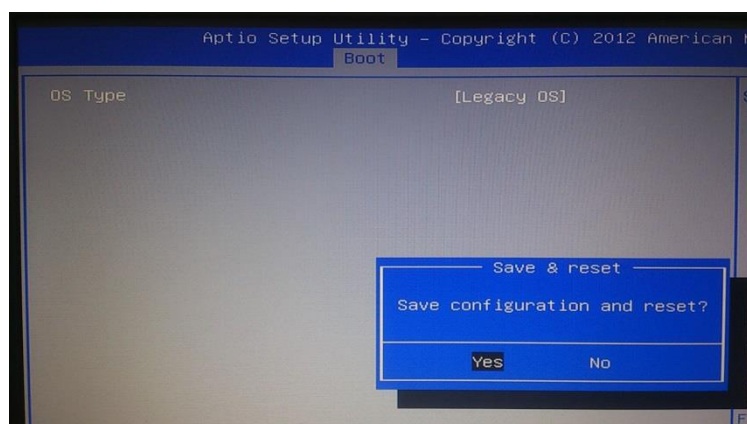 Aptio Setup Utility – Copyright (C) 2012 American
Boot
OS Type [Legacy OS]
Save & reset
Save configuration and reset?
Yes No